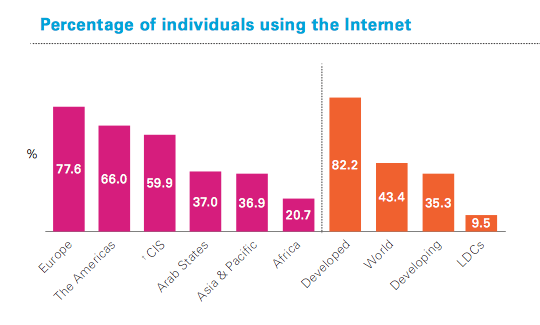 Percentage of individuals using the Internet
%
77.6
66.0
59.9
37.0
36.9
20.7
82.2
43.4
35.3
9.5
Europe
The Americas
¹ CIS
Arab States
Asia & Pacific
Africa
Developed
World
Developing
LDCs